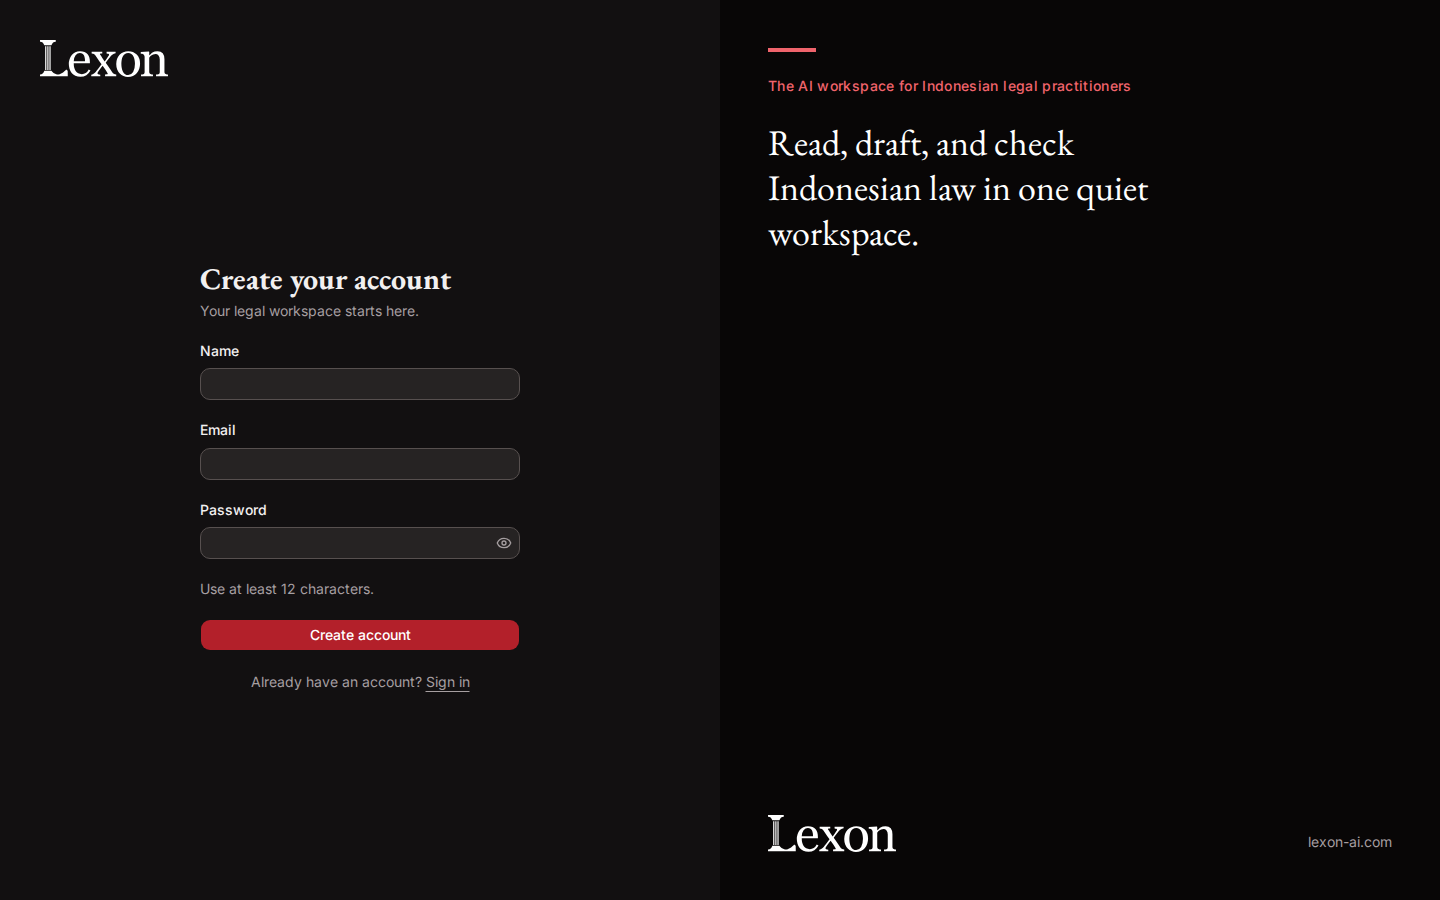 Lexon
Create your account
Your legal workspace starts here.
Name
Email
Password
Use at least 12 characters.
Create account
Already have an account? Sign in
The AI workspace for Indonesian legal practitioners
Read, draft, and check
Indonesian law in one quiet
workspace.
Lexon
lexon-ai.com